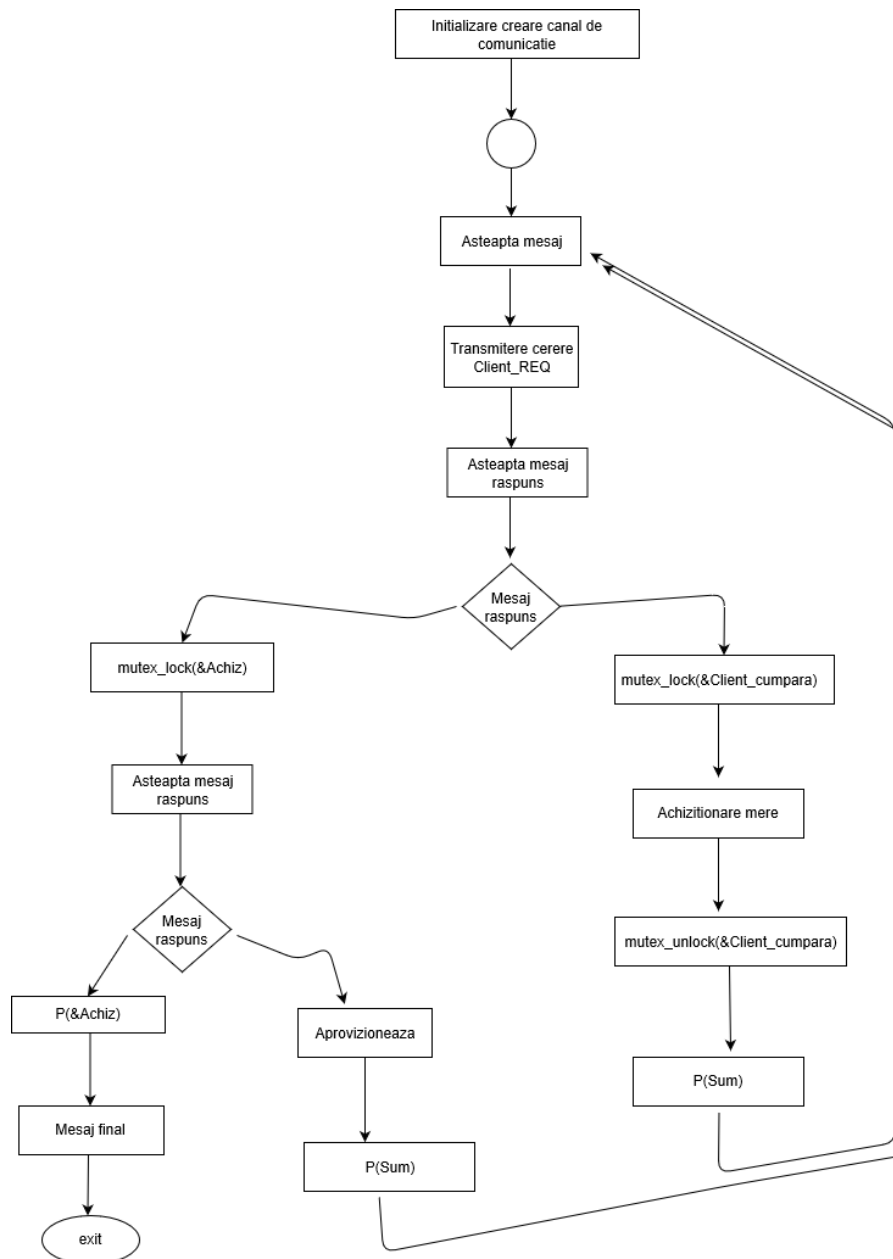 Initializare creare canal de
comunicatie
Asteapta mesaj
Transmitere cerere
Client_REQ
Asteapta mesaj
raspuns
Mesaj
raspuns
mutex_lock(&Achiz)
mutex_lock(&Client_cumpara)
Asteapta mesaj
raspuns
Achizitionare mere
Mesaj
raspuns
mutex_unlock(&Client_cumpara)
P(&Achiz)
Aprovizioneaza
P(Sum)
Mesaj final
P(Sum)
exit